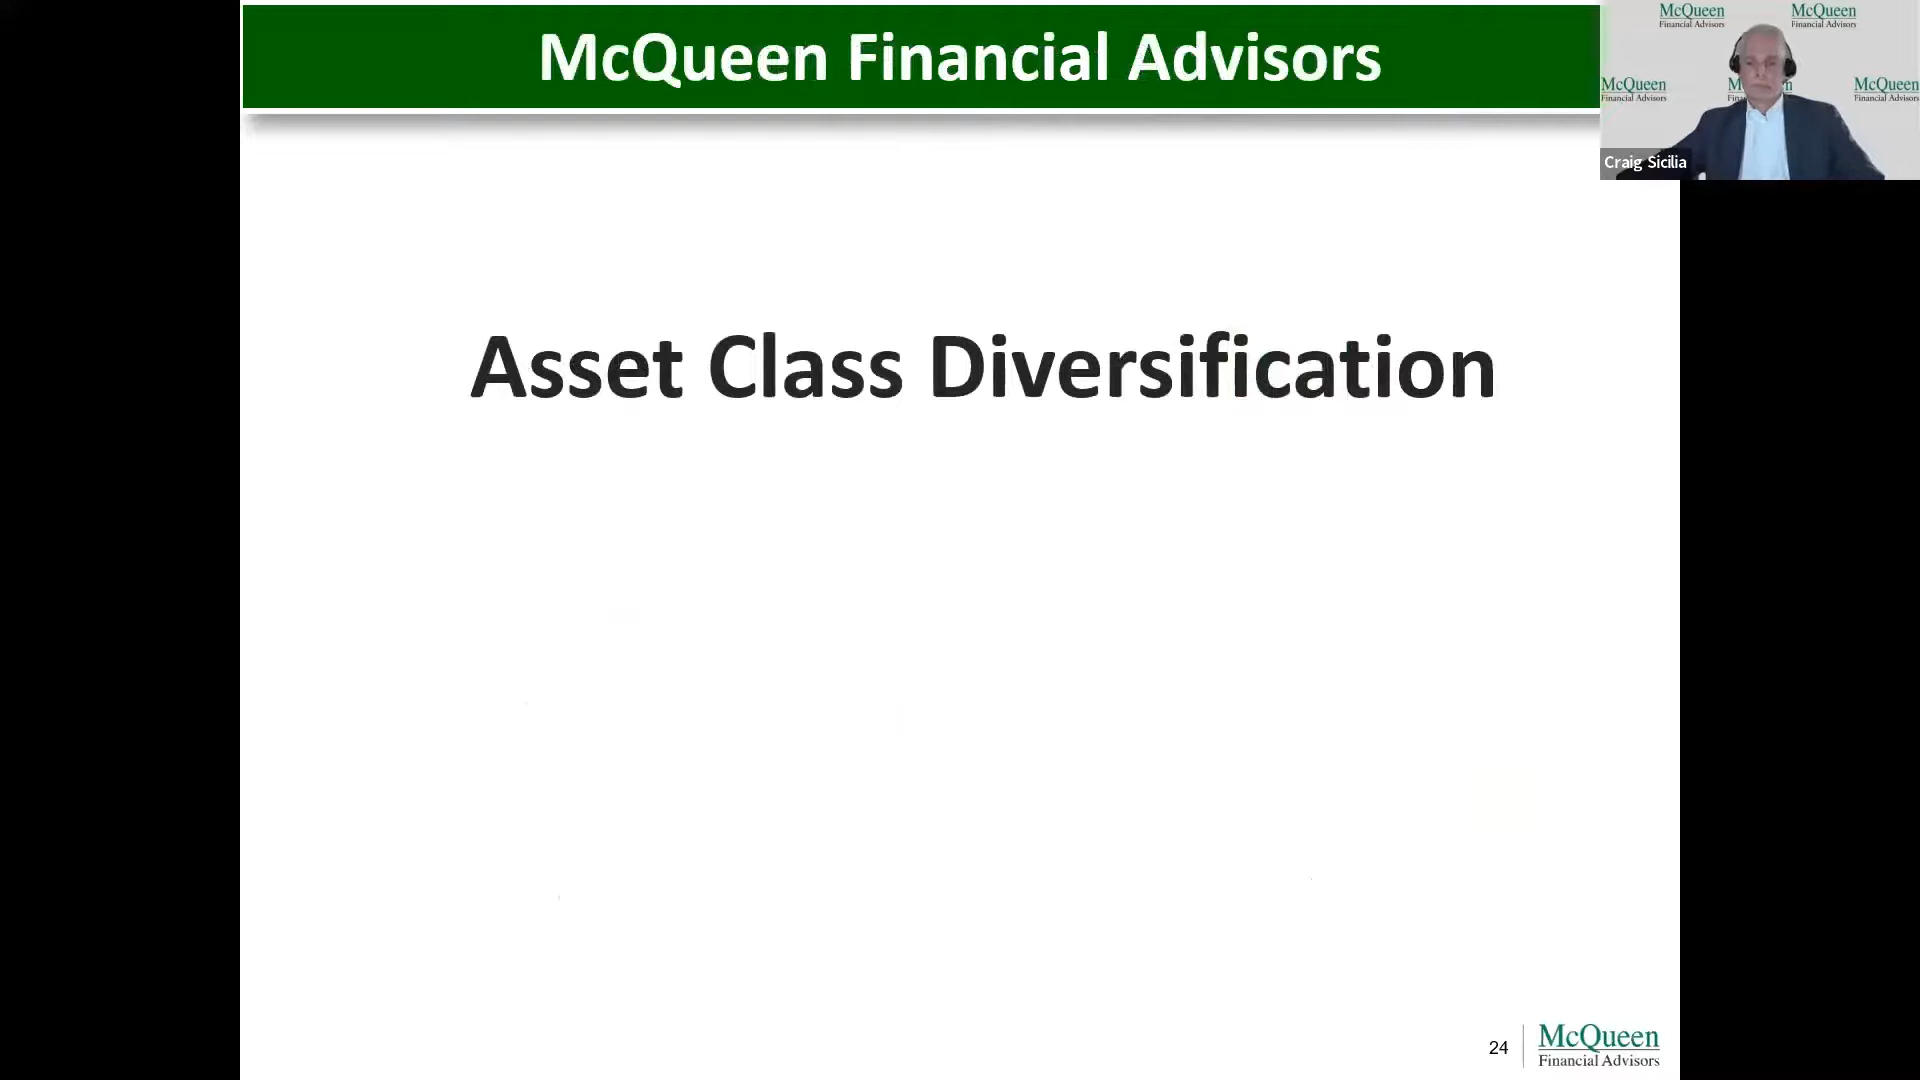 McQueen Financial Advisors
McQueen
Financial Advisors
McQueen
Financial Advisors
McQueen
Financial Advisors
McQueen
Financial Advisors
Craig Sicilia
Asset Class Diversification
24
McQueen
Financial Advisors